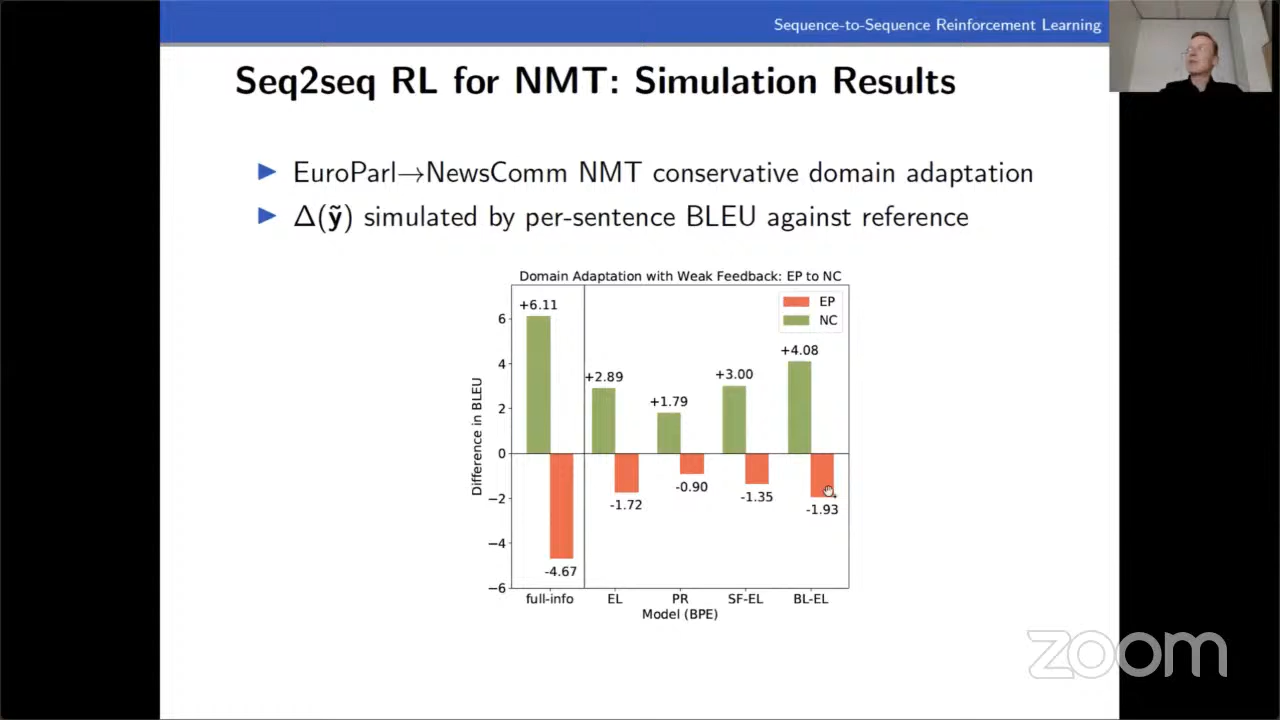 Sequence-to-Sequence Reinforcement Learning
Seq2seq RL for NMT: Simulation Results
EuroParl→NewsComm NMT conservative domain adaptation
Δ(ỹ) simulated by per-sentence BLEU against reference
Domain Adaptation with Weak Feedback: EP to NC
EP
NC
+6.11
+2.89
+1.79
+3.00
+4.08
-4.67
-1.72
-0.90
-1.35
-1.93
Difference in BLEU
6
4
2
0
−2
−4
−6
full-info EL PR SF-EL BL-EL
Model (BPE)
zoom